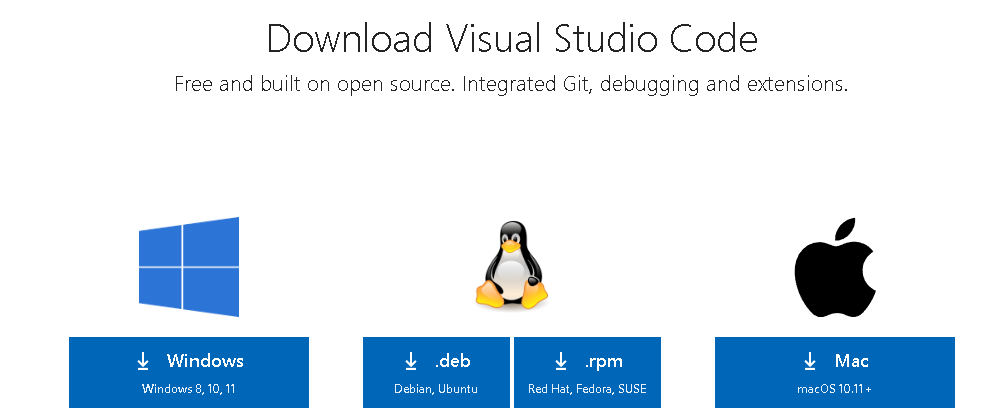 Download Visual Studio Code
Free and built on open source. Integrated Git, debugging and extensions.
Windows
Windows 8, 10, 11
.deb
Debian, Ubuntu
.rpm
Red Hat, Fedora, SUSE
Mac
macOS 10.11+